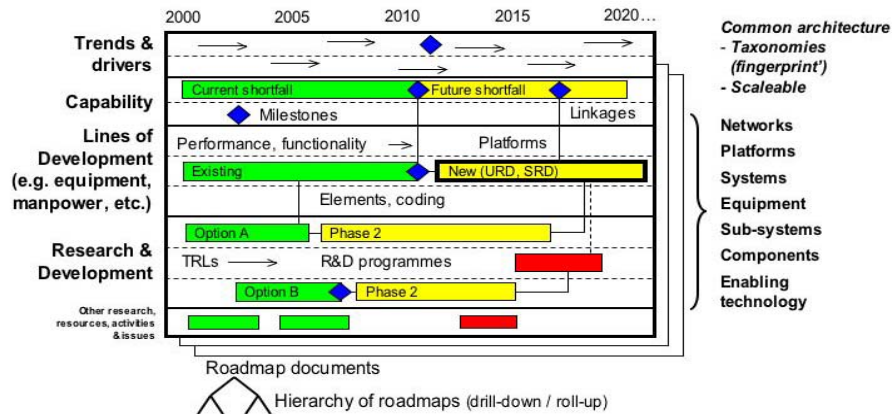 2000 2005 2010 2015 2020…
Trends &
drivers
Capability
Current shortfall
Future shortfall
Milestones
Linkages
Lines of
Development
(e.g. equipment,
manpower, etc.)
Performance, functionality
Platforms
Existing
New (URD, SRD)
Elements, coding
Research &
Development
Option A
Phase 2
TRLs
R&D programmes
Option B
Phase 2
Other research,
resources, activities
& issues
Common architecture
- Taxonomies
(fingerprint’)
- Scaleable
Networks
Platforms
Systems
Equipment
Sub-systems
Components
Enabling
technology
Roadmap documents
Hierarchy of roadmaps (drill-down / roll-up)